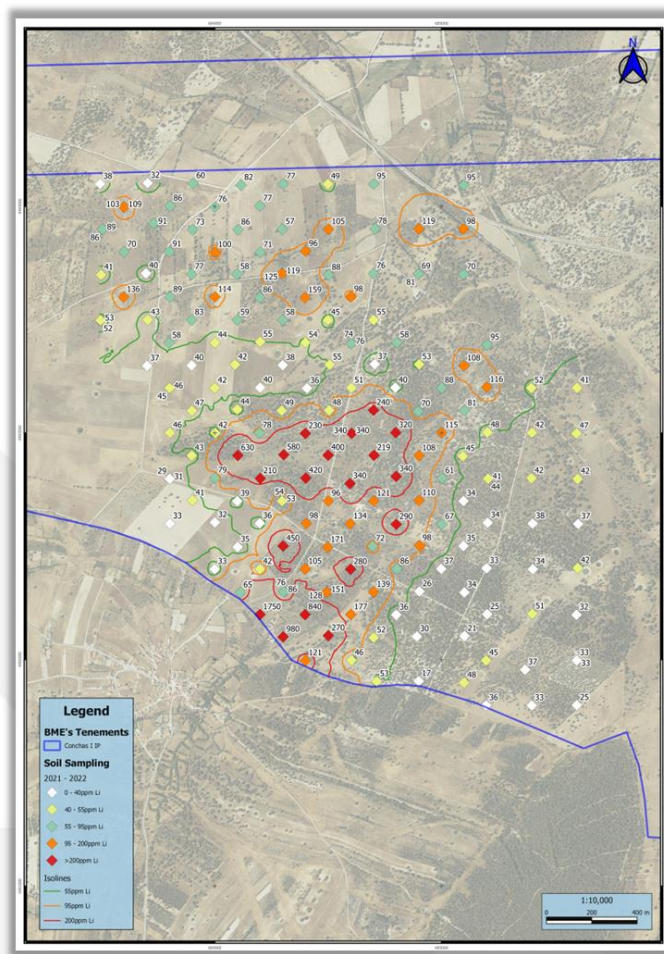 N
38 32 60 82 77 49 95 95
103 109 86 76 77
89 91 73 86 57 105 78 119 98
86
70 91 100 71 96
41 40 77 58 125 119 88 76 69 70
81
136 89 114 86 159 98
53 43 83 59 58 45 55
52
58 44 55 54 74 76 58 95
37 40 42 38 55 37 53 108
46 42 40 36 51 40 88 116 52 41
45
47 44 49 48 240 70 81
46 42 78 230 340 340 320 115 48 42 47
43 630 580 400 219 108 45
29 31 79 210 420 340 340 61 41 42 42
44
41 39 54 53 96 121 110 34
33 32 36 98 134 290 67 34 38 37
35 450 171 72 98 35
33 42 105 280 86 37 34 42
65 76 86 128 151 139 26 34
1750 840 177 36 25 51 32
980 270 52 30 21
121 46 45 37 33
33
53 17 48
36 33 25
Legend
BME's Tenements
Conchas I IP
Soil Sampling
2021 - 2022
0 - 40ppm Li
40 - 55ppm Li
55 - 95ppm Li
95 - 200ppm Li
>200ppm Li
Isolines
55ppm Li
95ppm Li
200ppm Li
1:10,000
0 200 400 m